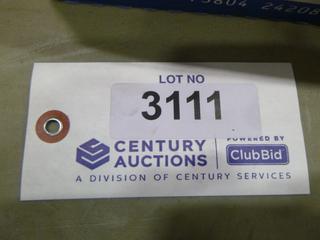 LOT NO
3111
CENTURY
AUCTIONS
POWERED BY
ClubBid
A DIVISION OF CENTURY SERVICES